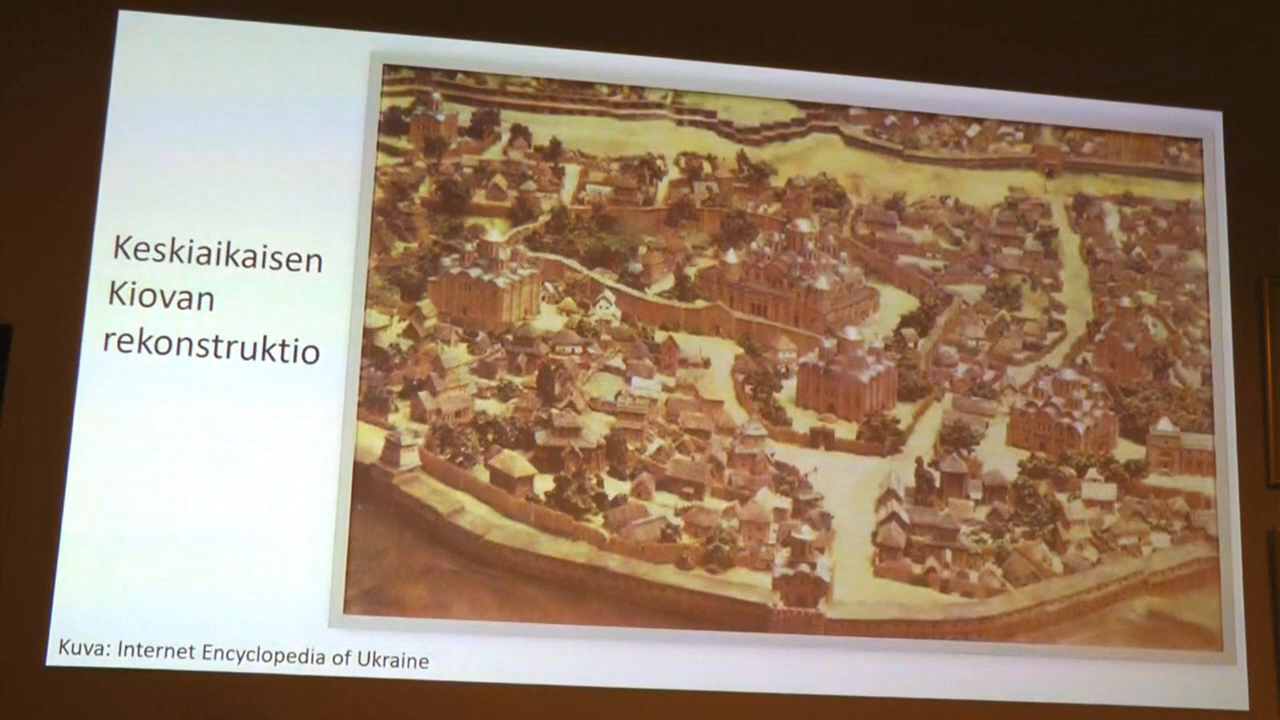 Keskiaikaisen
Kiovan
rekonstruktio
Kuva: Internet Encyclopedia of Ukraine